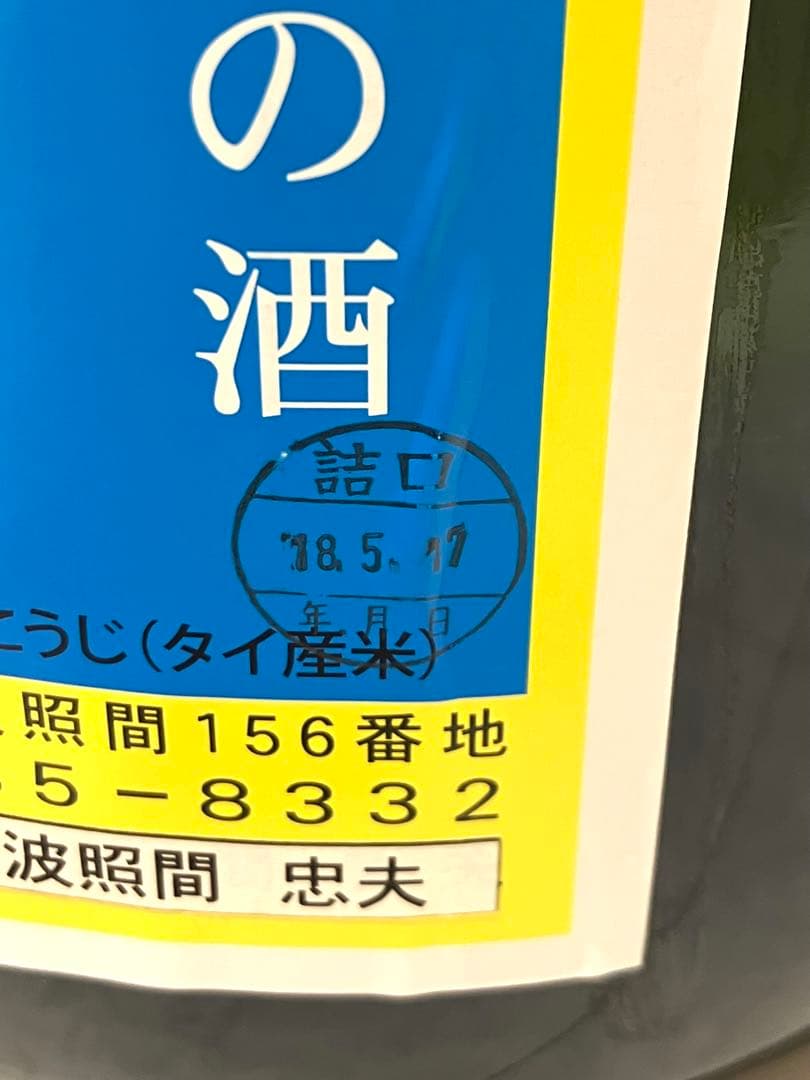 の酒
詰口
'18.5.17
年月日
こうじ(タイ産米)
照間156番地
5-8332
波照間 忠夫